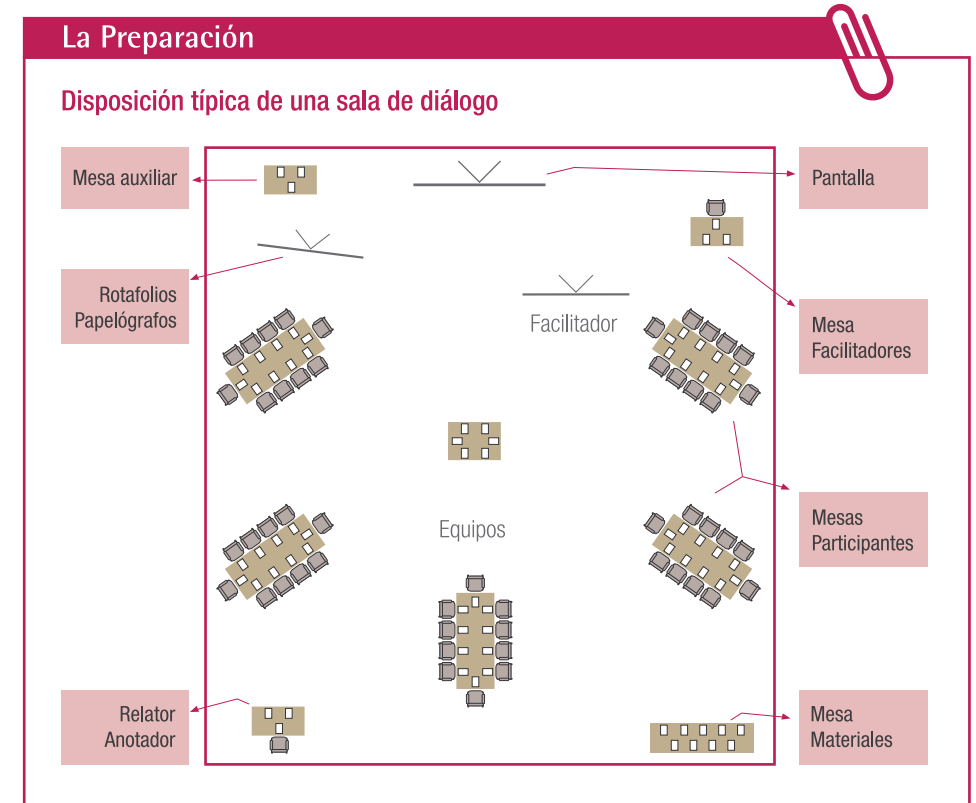 La Preparación
Disposición típica de una sala de diálogo
Mesa auxiliar
Pantalla
Rotafolios
Papelógrafos
Facilitador
Mesa
Facilitadores
Equipos
Mesas
Participantes
Relator
Anotador
Mesa
Materiales